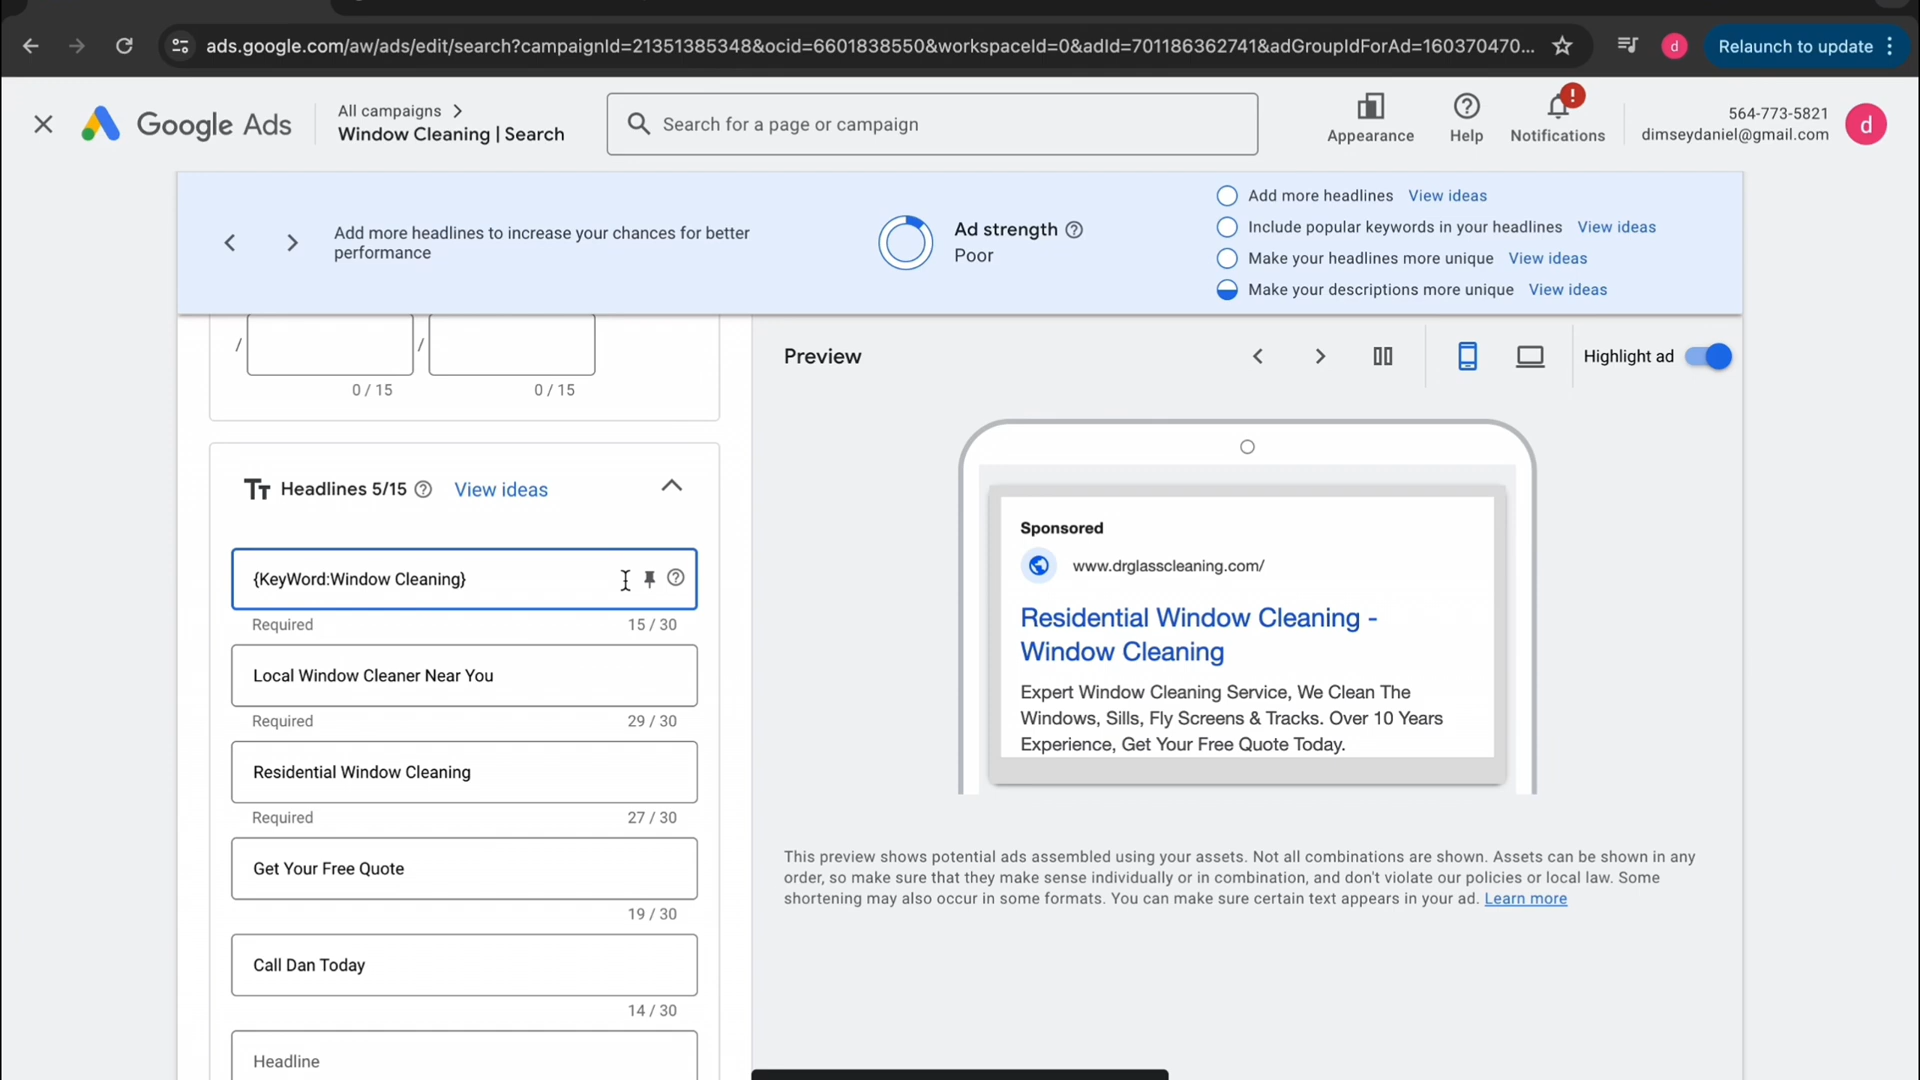 ads.google.com/aw/ads/edit/search?campaignId=21351385348&ocid=6601838550&workspaceId=0&adId=701186362741&adGroupIdForAd=160370470...
d
Relaunch to update
Google Ads
All campaigns
Window Cleaning | Search
Search for a page or campaign
Appearance
Help
!
Notifications
564-773-5821
dimseydaniel@gmail.com
d
Add more headlines to increase your chances for better
performance
Ad strength
Poor
Add more headlines View ideas
Include popular keywords in your headlines View ideas
Make your headlines more unique View ideas
Make your descriptions more unique View ideas
/ /
0 / 15 0 / 15
Headlines 5/15 View ideas
{KeyWord:Window Cleaning}
Required 15 / 30
Local Window Cleaner Near You
Required 29 / 30
Residential Window Cleaning
Required 27 / 30
Get Your Free Quote
19 / 30
Call Dan Today
14 / 30
Headline
Preview
Highlight ad
Sponsored
www.drglasscleaning.com/
Residential Window Cleaning -
Window Cleaning
Expert Window Cleaning Service, We Clean The
Windows, Sills, Fly Screens & Tracks. Over 10 Years
Experience, Get Your Free Quote Today.
This preview shows potential ads assembled using your assets. Not all combinations are shown. Assets can be shown in any
order, so make sure that they make sense individually or in combination, and don't violate our policies or local law. Some
shortening may also occur in some formats. You can make sure certain text appears in your ad. Learn more